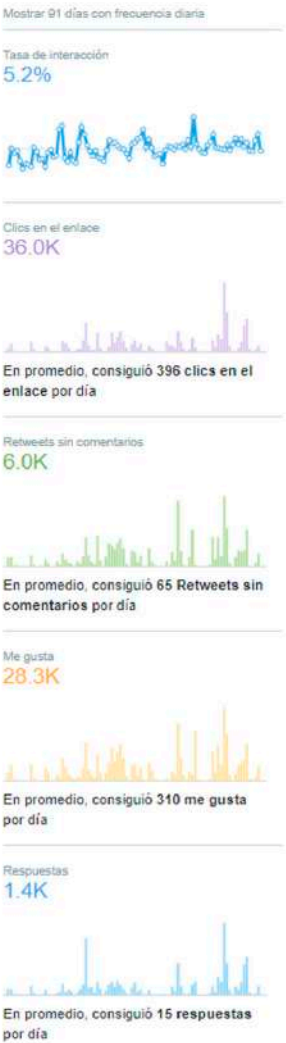 Mostrar 91 días con frecuencia diaria
Tasa de interacción
5.2%
Clics en el enlace
36.0K
En promedio, consiguió 396 clics en el
enlace por día
Retweets sin comentarios
6.0K
En promedio, consiguió 65 Retweets sin
comentarios por día
Me gusta
28.3K
En promedio, consiguió 310 me gusta
por día
Respuestas
1.4K
En promedio, consiguió 15 respuestas
por día